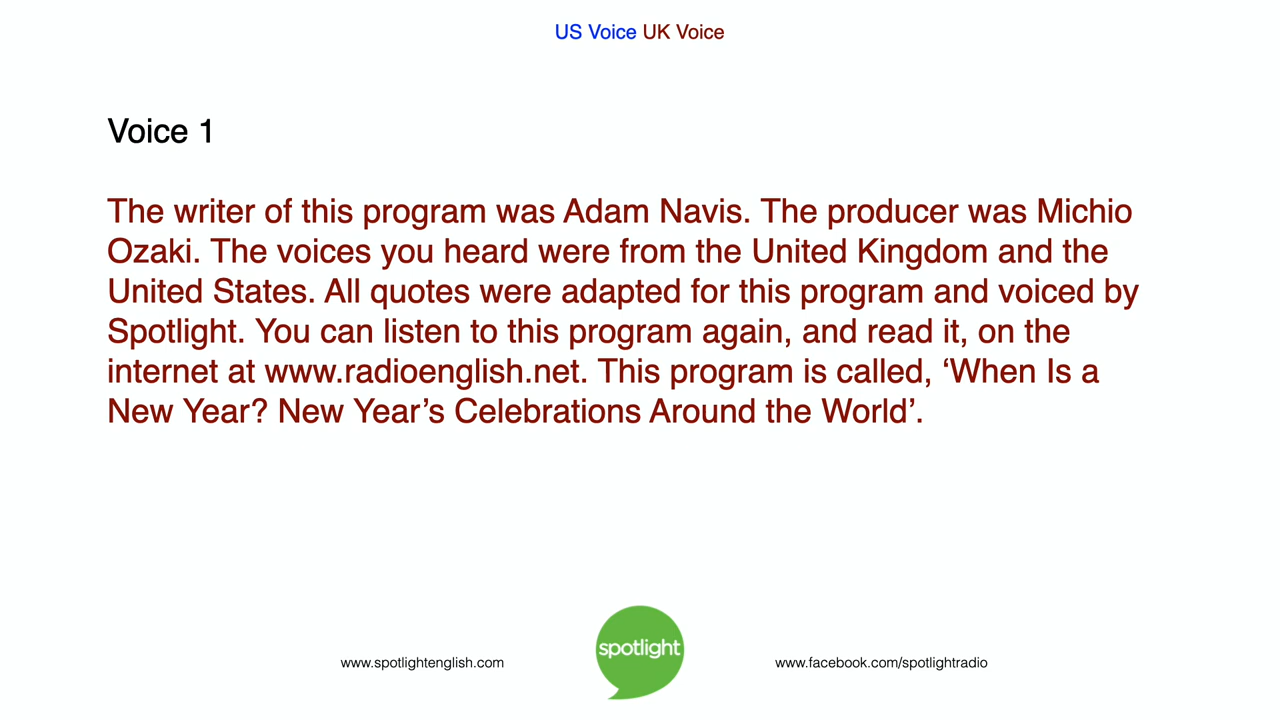 US Voice UK Voice
Voice 1
The writer of this program was Adam Navis. The producer was Michio
Ozaki. The voices you heard were from the United Kingdom and the
United States. All quotes were adapted for this program and voiced by
Spotlight. You can listen to this program again, and read it, on the
internet at www.radioenglish.net. This program is called, ‘When Is a
New Year? New Year’s Celebrations Around the World’.
www.spotlightenglish.com
spotlight
www.facebook.com/spotlightradio